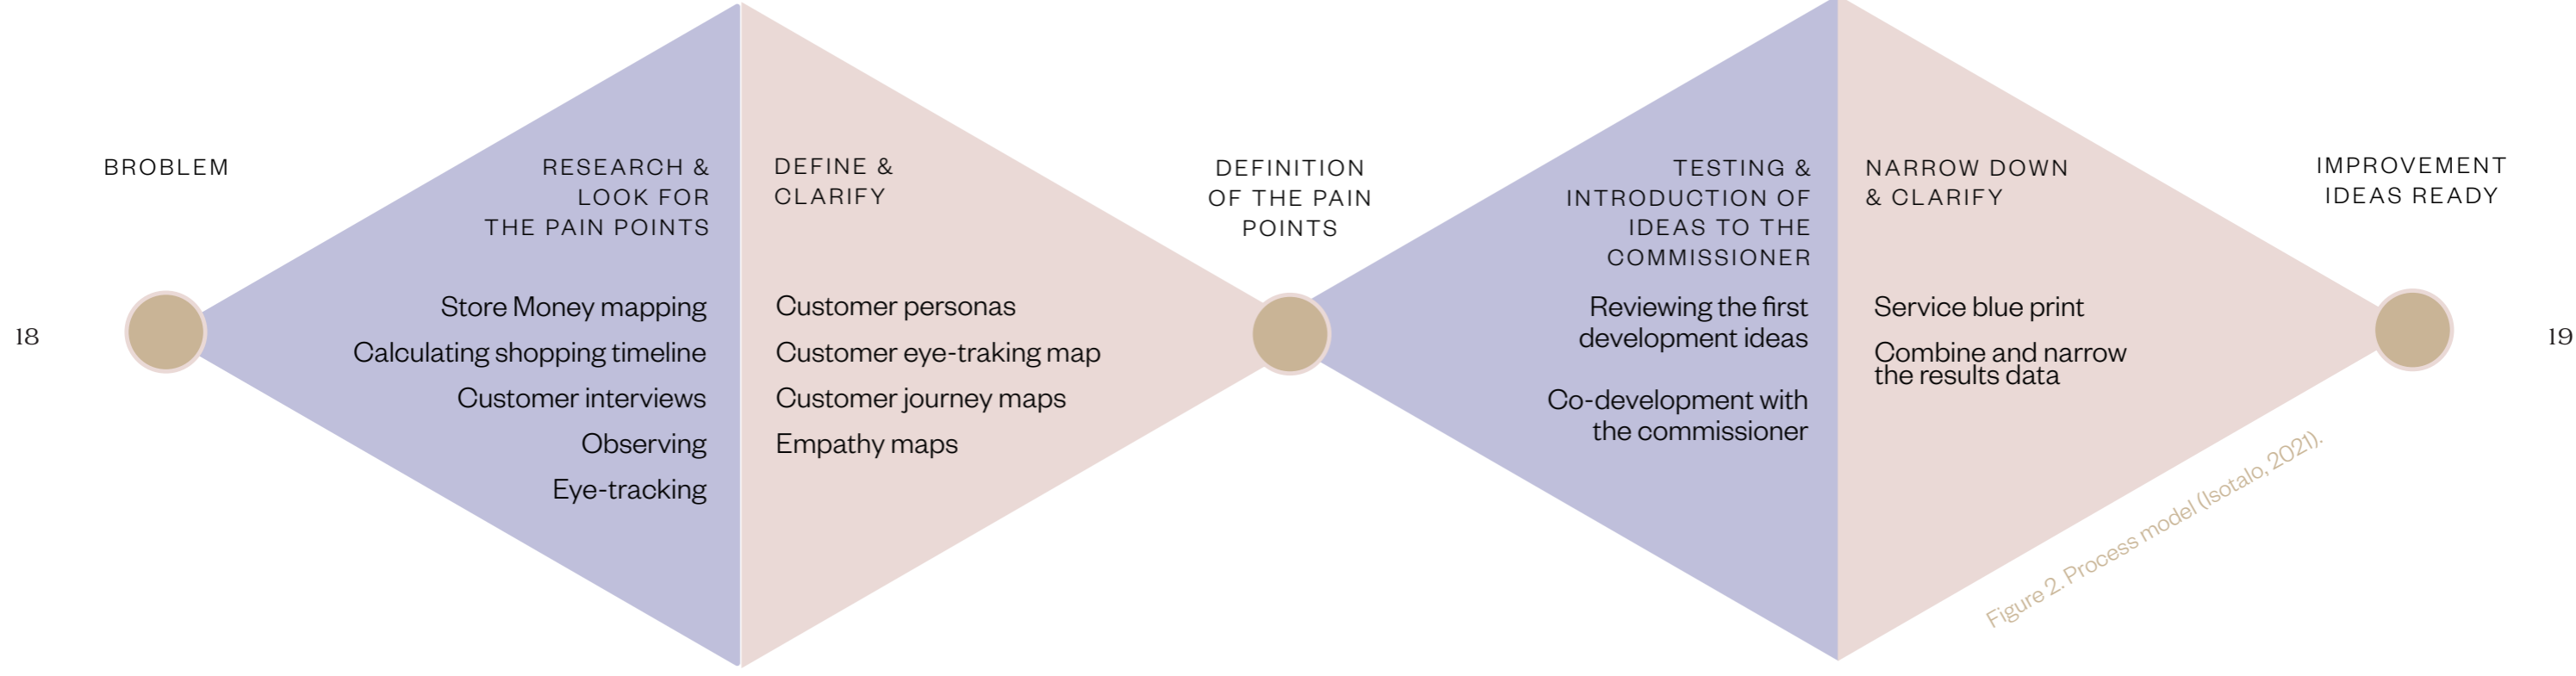 BROBLEM
RESEARCH &
LOOK FOR
THE PAIN POINTS
Store Money mapping
Calculating shopping timeline
Customer interviews
Observing
Eye-tracking
DEFINE &
CLARIFY
Customer personas
Customer eye-traking map
Customer journey maps
Empathy maps
DEFINITION
OF THE PAIN
POINTS
TESTING &
INTRODUCTION OF
IDEAS TO THE
COMMISSIONER
Reviewing the first
development ideas
Co-development with
the commissioner
NARROW DOWN
& CLARIFY
Service blue print
Combine and narrow
the results data
IMPROVEMENT
IDEAS READY
Figure 2. Process model (Isotalo, 2021).
18
19